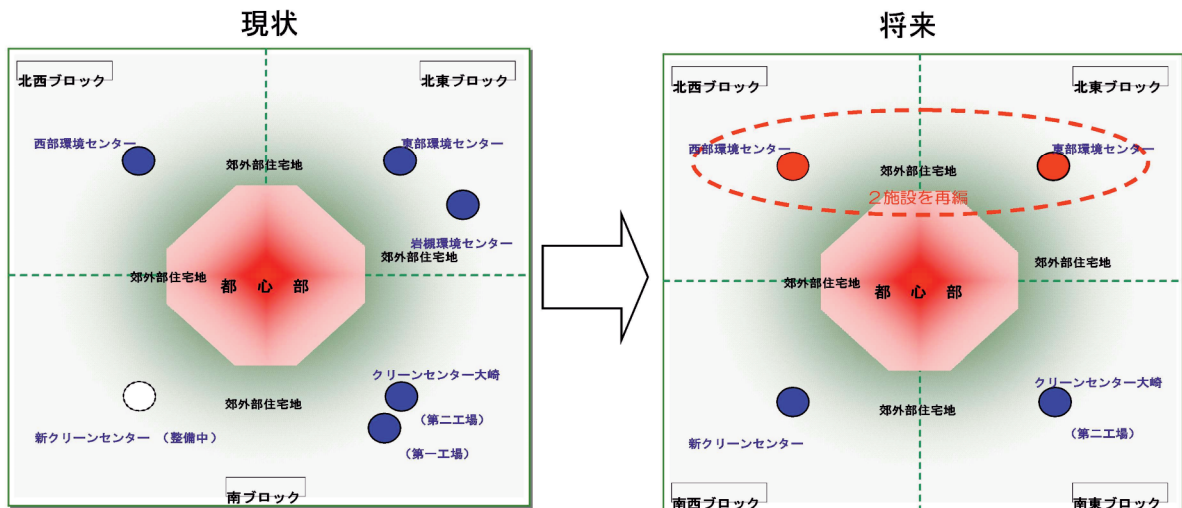 現状
北西ブロック
北東ブロック
西部環境センター
東部環境センター
郊外部住宅地
岩槻環境センター
郊外部住宅地
郊外部住宅地
都心部
クリーンセンター大崎
郊外部住宅地
（第二工場）
新クリーンセンター （整備中）
（第一工場）
南ブロック
将来
北西ブロック
北東ブロック
西部環境センター
東部環境センター
郊外部住宅地
２施設を再編
郊外部住宅地
郊外部住宅地
都心部
クリーンセンター大崎
郊外部住宅地
（第二工場）
新クリーンセンター
南西ブロック
南東ブロック